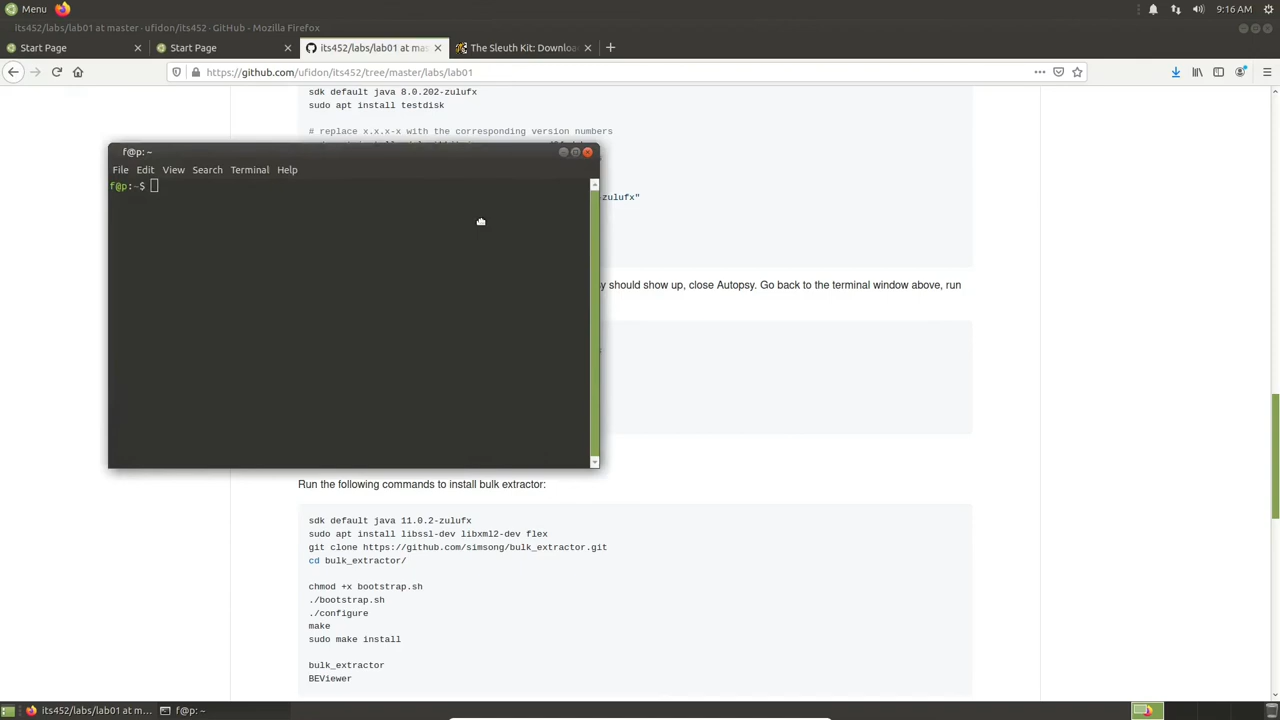 Menu
9:16 AM
its452/labs/lab01 at master · ufidon/its452 · GitHub - Mozilla Firefox
Start Page
Start Page
its452/labs/lab01 at mas
The Sleuth Kit: Downloa
https://github.com/ufidon/its452/tree/master/labs/lab01
sdk default java 8.0.202-zulufx
sudo apt install testdisk
# replace x.x.x-x with the corresponding version numbers
f@p: ~
File Edit View Search Terminal Help
f@p:~$
-zulufx"
y should show up, close Autopsy. Go back to the terminal window above, run
Run the following commands to install bulk extractor:
sdk default java 11.0.2-zulufx
sudo apt install libssl-dev libxml2-dev flex
git clone https://github.com/simsong/bulk_extractor.git
cd bulk_extractor/
chmod +x bootstrap.sh
./bootstrap.sh
./configure
make
sudo make install
bulk_extractor
BEViewer
its452/labs/lab01 at m...
f@p: ~